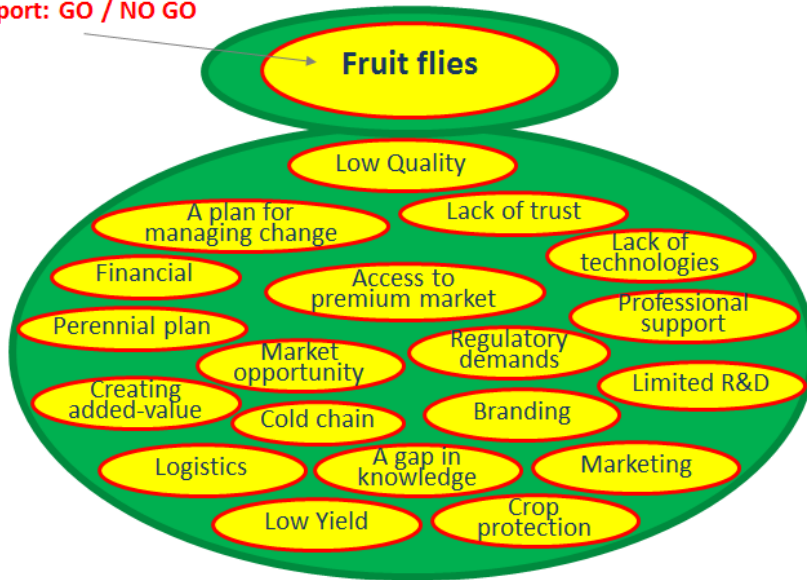 port: GO / NO GO
Fruit flies
Low Quality
A plan for
managing change
Lack of trust
Lack of
technologies
Financial
Access to
premium market
Professional
support
Perennial plan
Market
opportunity
Regulatory
demands
Limited R&D
Creating
added-value
Cold chain
Branding
Logistics
A gap in
knowledge
Marketing
Low Yield
Crop
protection